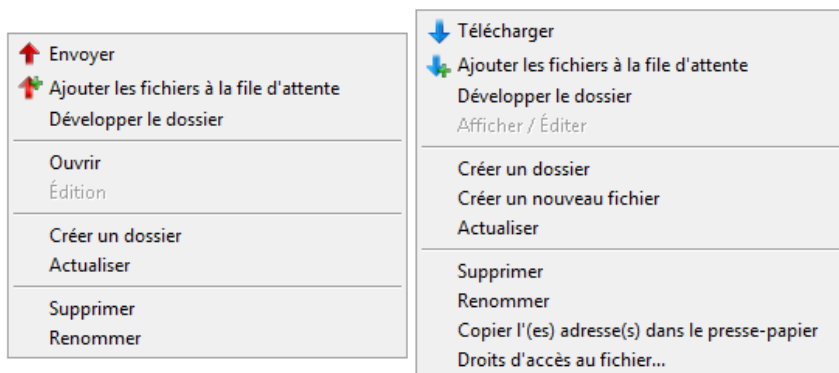 Envoyer
Ajouter les fichiers à la file d'attente
Développer le dossier
Ouvrir
Édition
Créer un dossier
Actualiser
Supprimer
Renommer
Télécharger
Ajouter les fichiers à la file d'attente
Développer le dossier
Afficher / Éditer
Créer un dossier
Créer un nouveau fichier
Actualiser
Supprimer
Renommer
Copier l'(es) adresse(s) dans le presse-papier
Droits d'accès au fichier...